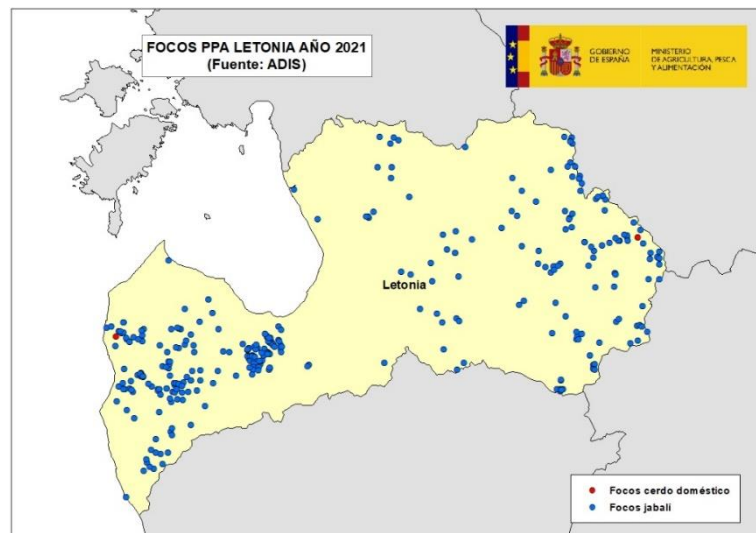 FOCOS PPA LETONIA AÑO 2021
(Fuente: ADIS)
GOBIERNO
DE ESPAÑA
MINISTERIO
DE AGRICULTURA, PESCA
Y ALIMENTACIÓN
Letonia
Focos cerdo doméstico
Focos jabalí